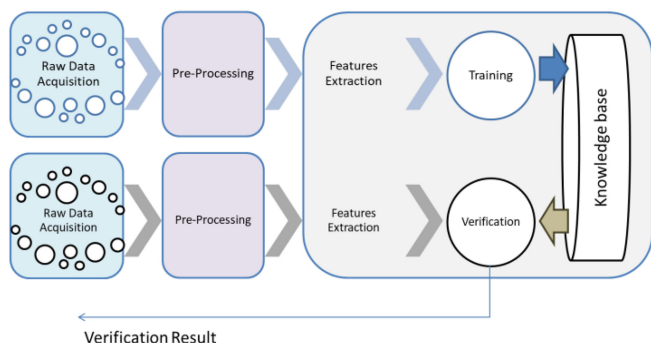 Raw Data
Acquisition
Pre-Processing
Features
Extraction
Training
Knowledge base
Raw Data
Acquisition
Pre-Processing
Features
Extraction
Verification
Verification Result